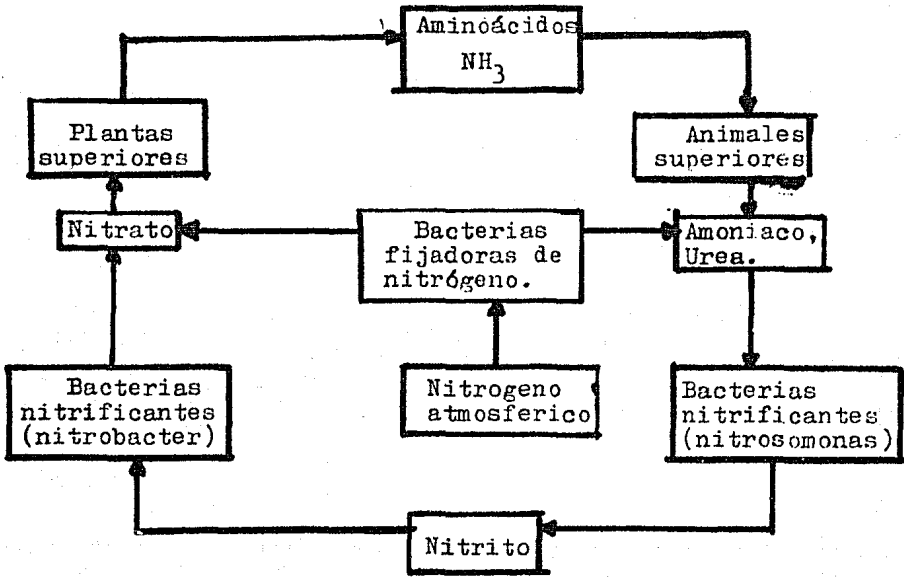 Aminoácidos
NH3
Plantas
superiores
Animales
superiores
Nitrato
Bacterias
fijadoras de
nitrógeno.
Amoniaco,
Urea.
Bacterias
nitrificantes
(nitrobacter)
Nitrogeno
atmosferico
Bacterias
nitrificantes
(nitrosomonas)
Nitrito